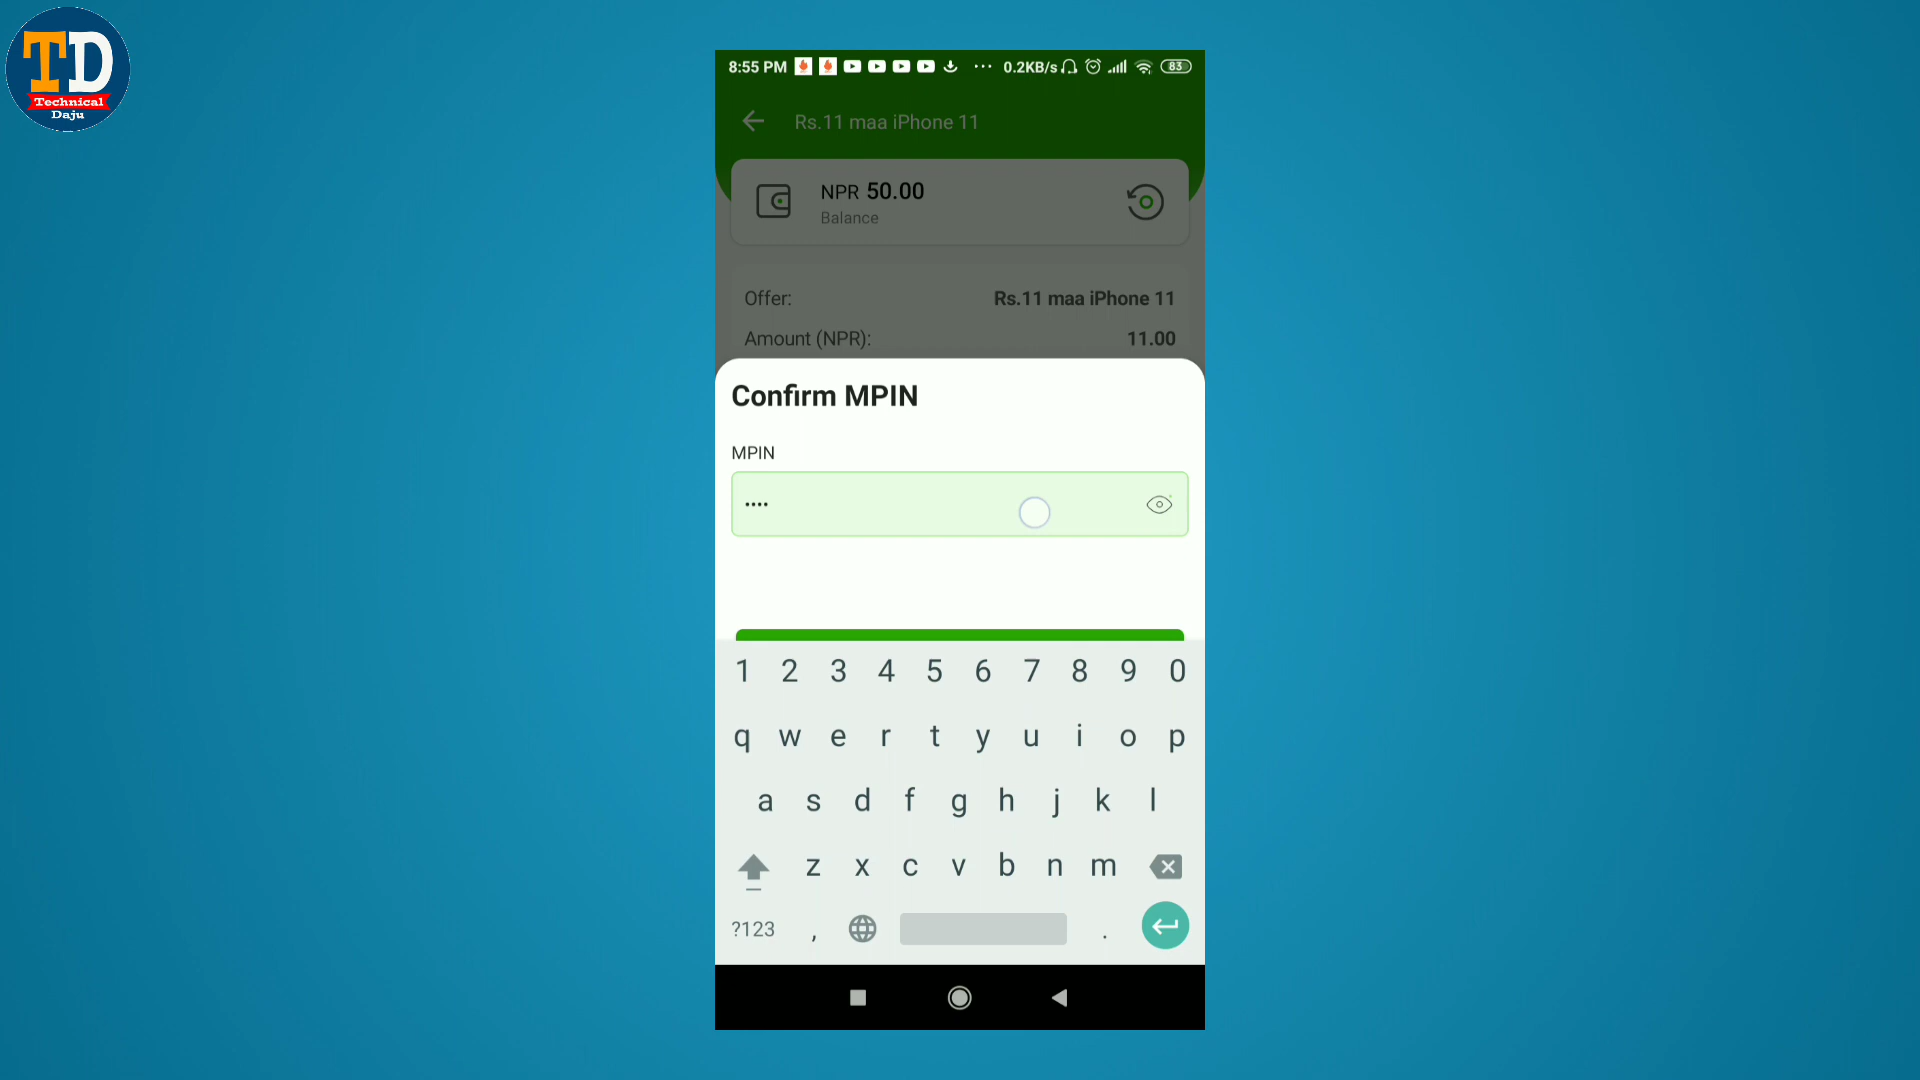 TD
Technical
Daju
8:55 PM ... 0.2KB/s 83
Rs.11 maa iPhone 11
NPR 50.00
Balance
Offer: Rs.11 maa iPhone 11
Amount (NPR): 11.00
Confirm MPIN
MPIN
••••
1 2 3 4 5 6 7 8 9 0
q w e r t y u i o p
a s d f g h j k l
z x c v b n m
?123 , .